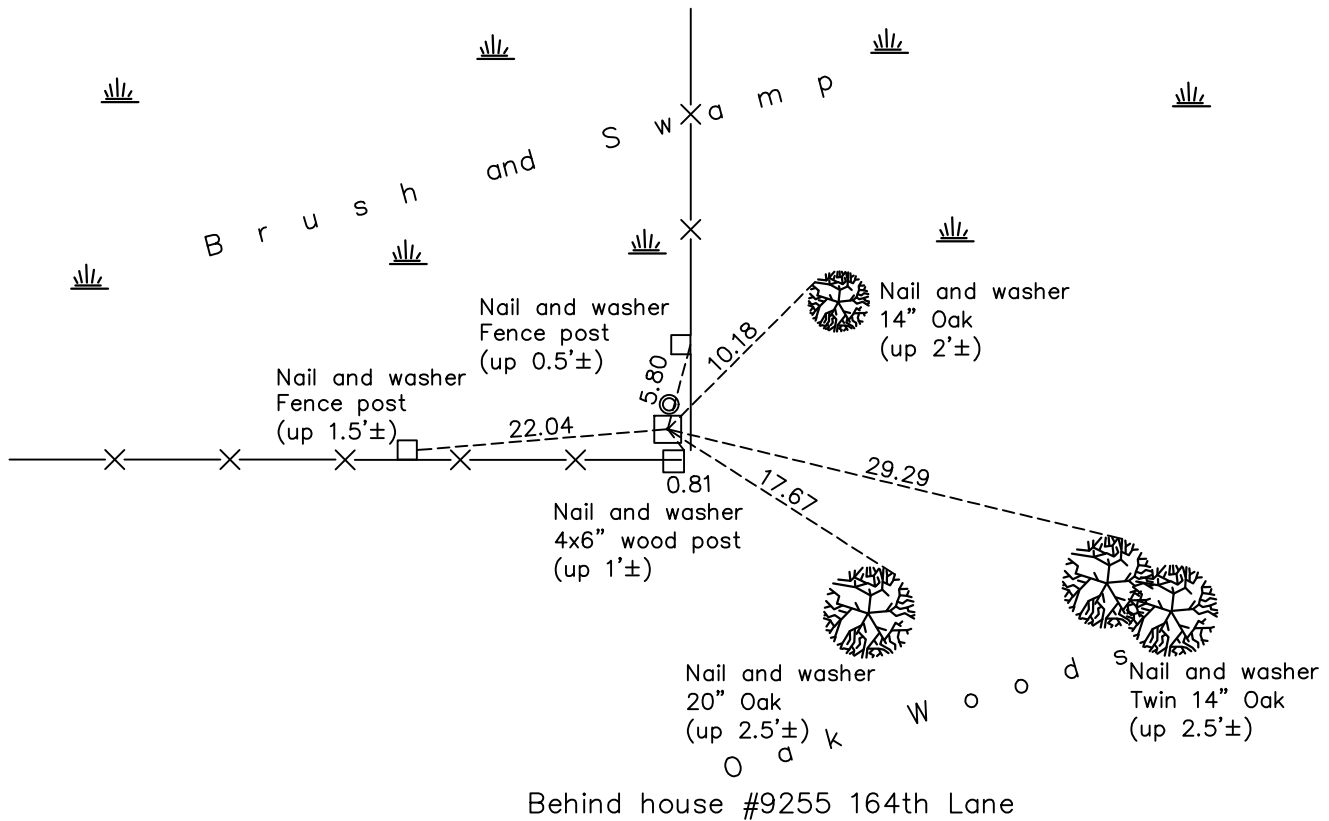 Brush and Swamp
Nail and washer
Fence post
(up 0.5'±)
Nail and washer
14” Oak
(up 2'±)
10.18
5.80
Nail and washer
Fence post
(up 1.5'±)
22.04
29.29
17.67
0.81
Nail and washer
4x6” wood post
(up 1'±)
Nail and washer
20” Oak
(up 2.5'±)
Nail and washer
Twin 14” Oak
(up 2.5'±)
Oak Woods
Behind house #9255 164th Lane